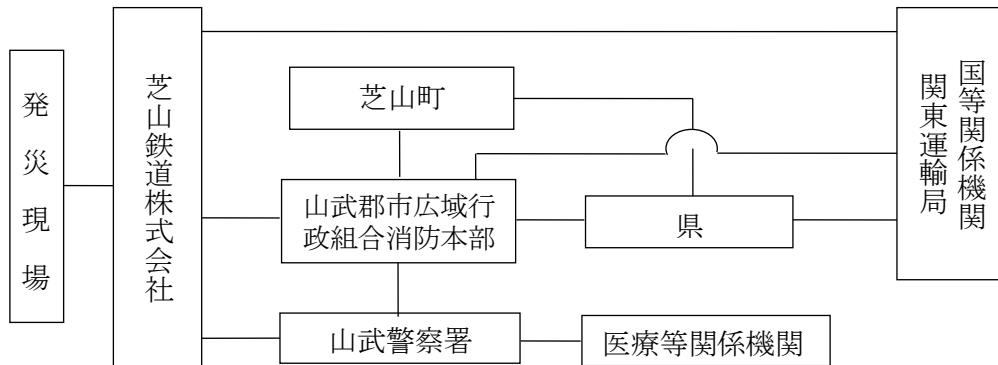 発災現場
芝山鉄道株式会社
芝山町
山武郡市広域行
政組合消防本部
山武警察署
県
医療等関係機関
国等関係機関
関東運輸局